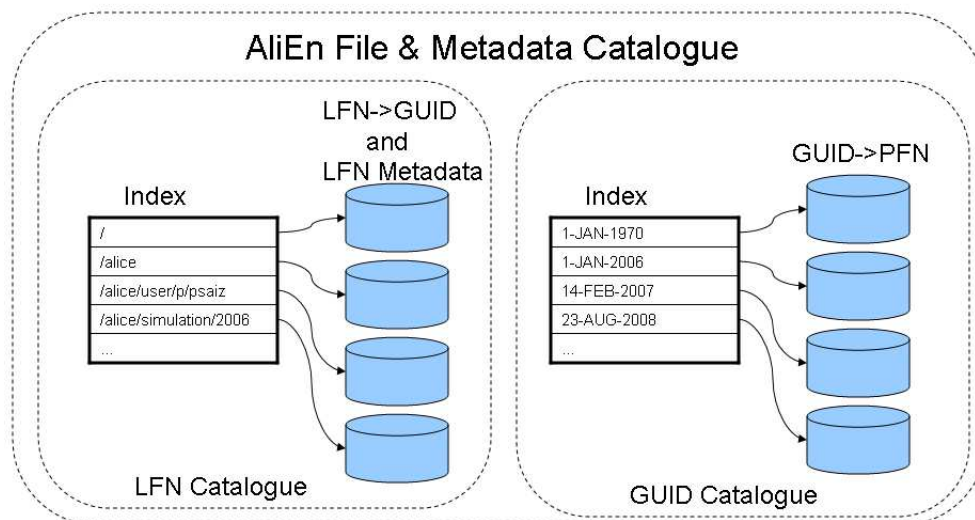 AliEn File & Metadata Catalogue
LFN->GUID
and
LFN Metadata
Index
/
/alice
/alice/user/p/psaiz
/alice/simulation/2006
...
LFN Catalogue
GUID->PFN
Index
1-JAN-1970
1-JAN-2006
14-FEB-2007
23-AUG-2008
...
GUID Catalogue